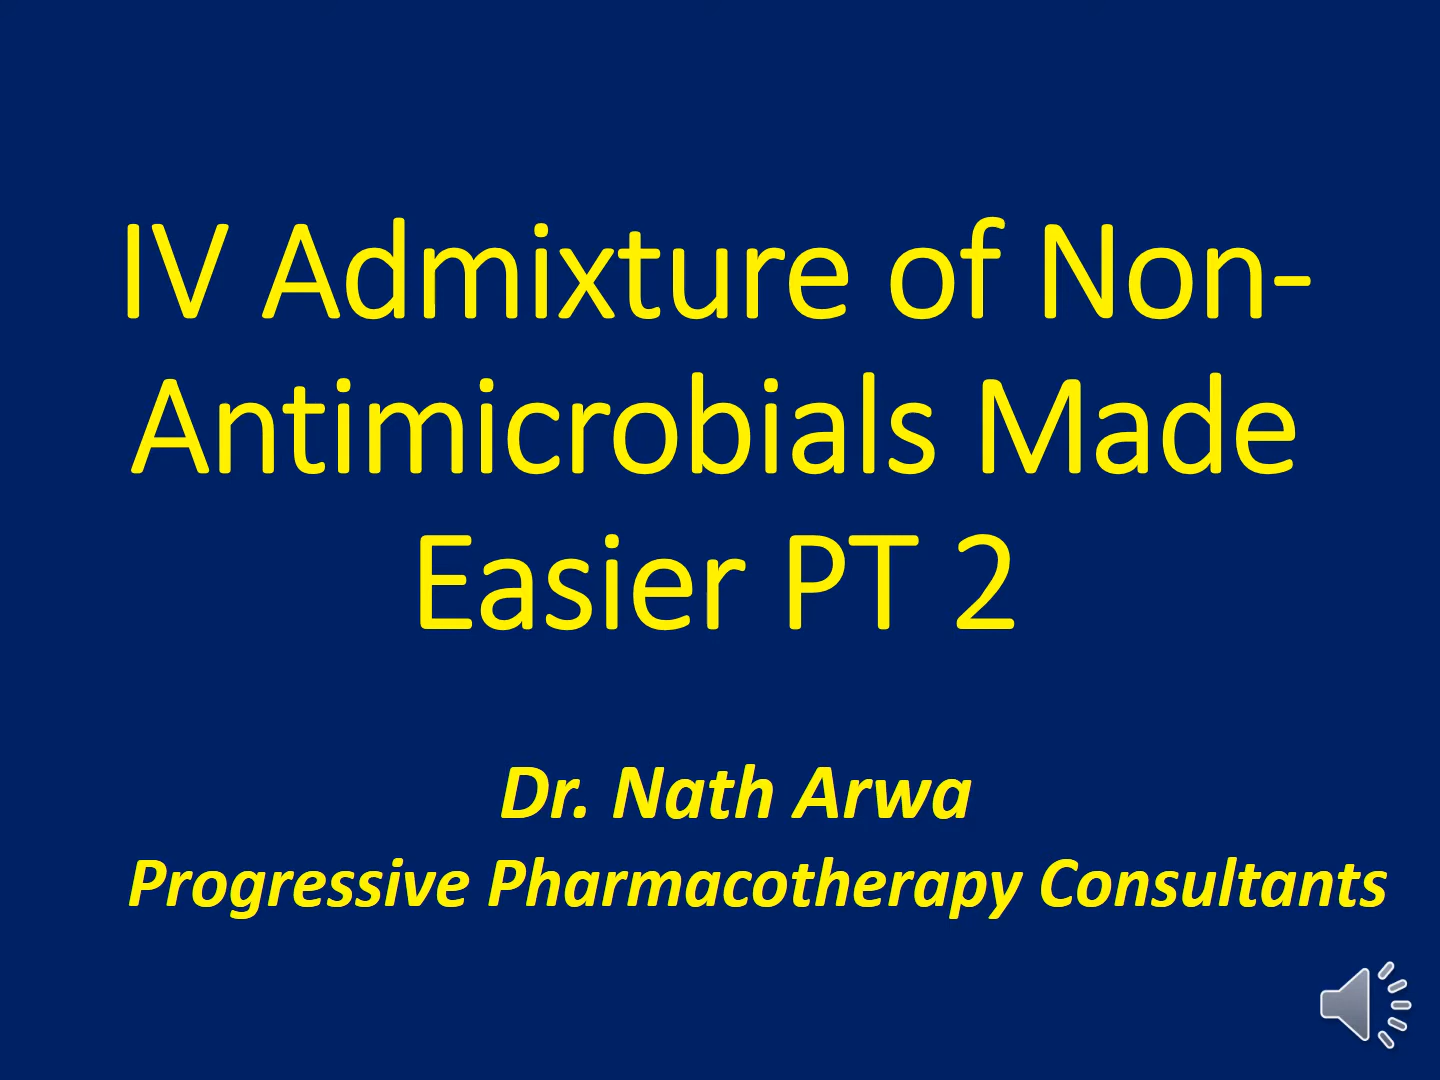 IV Admixture of Non-
Antimicrobials Made
Easier PT 2
Dr. Nath Arwa
Progressive Pharmacotherapy Consultants